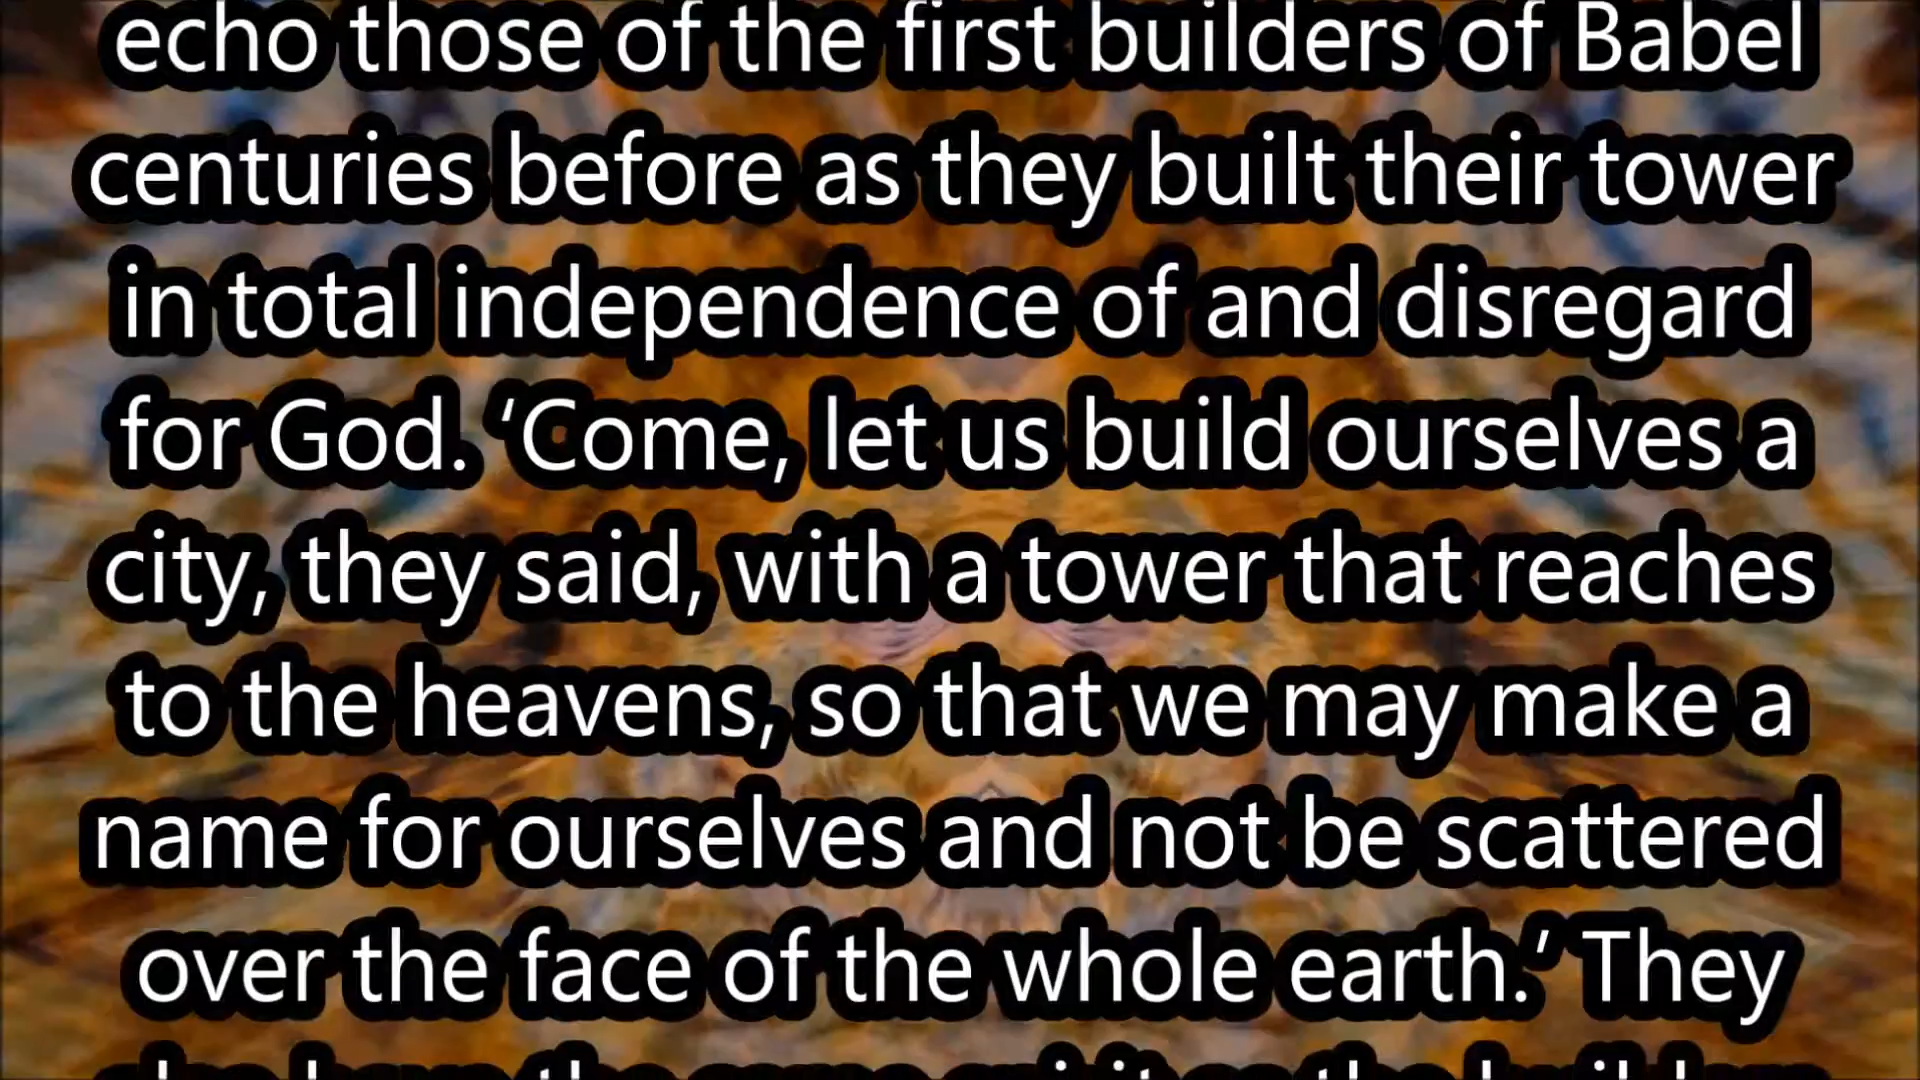 echo those of the first builders of Babel
centuries before as they built their tower
in total independence of and disregard
for God. ‘Come, let us build ourselves a
city, they said, with a tower that reaches
to the heavens, so that we may make a
name for ourselves and not be scattered
over the face of the whole earth.’ They